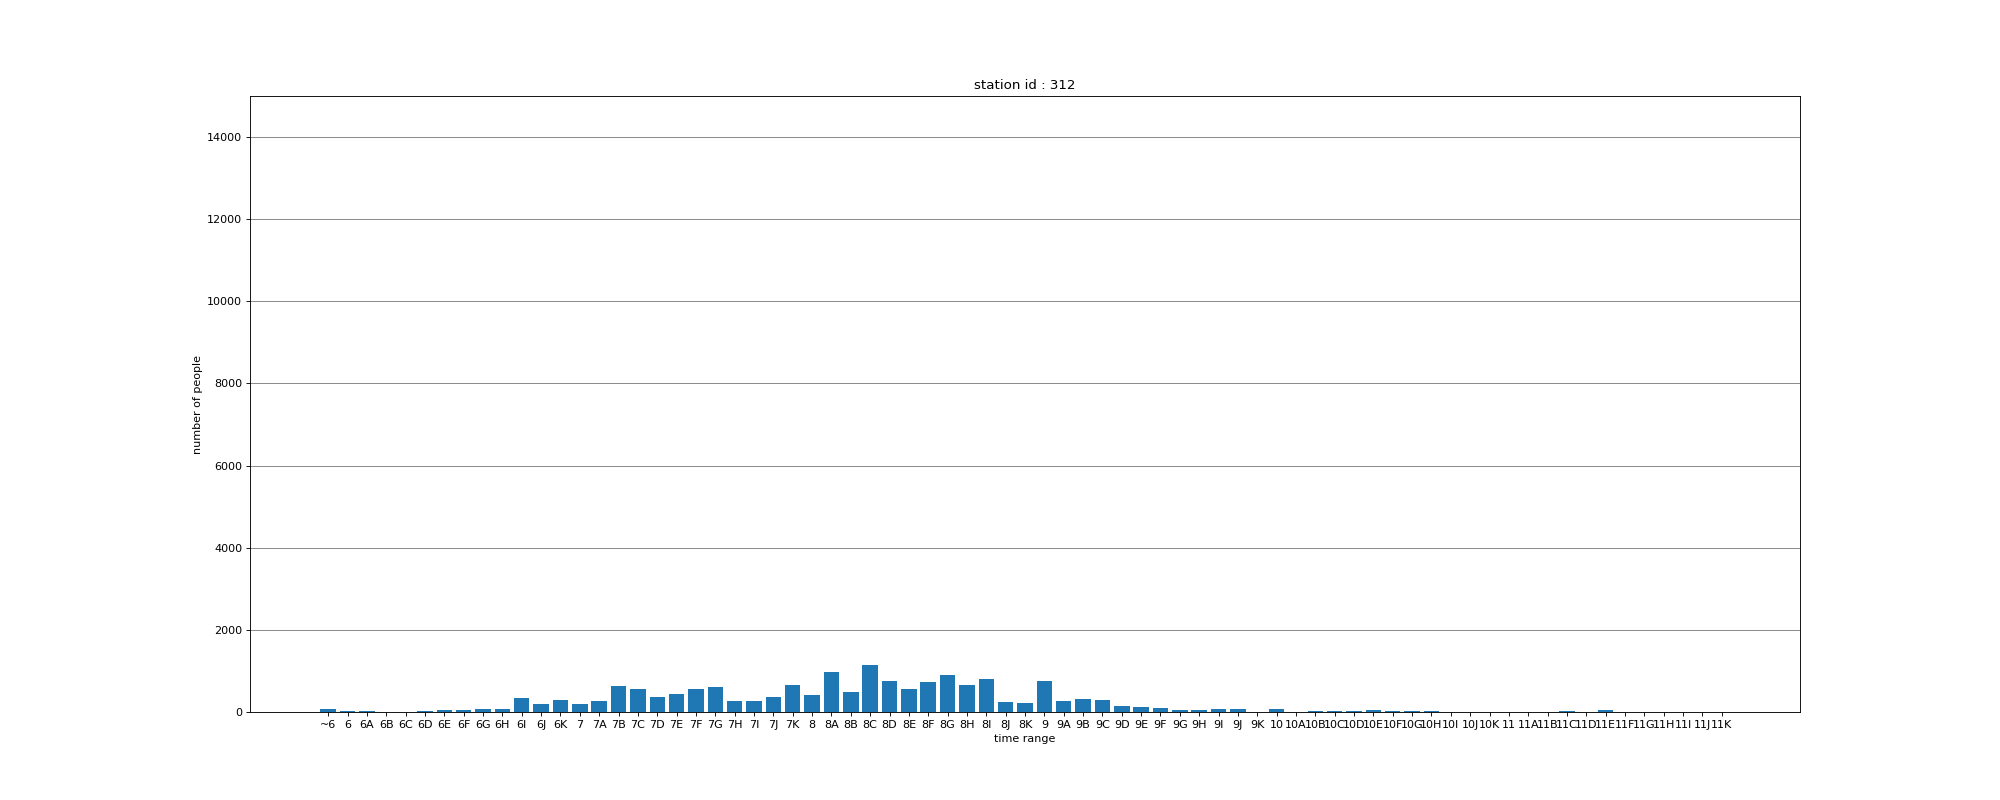 station id : 312
14000
12000
10000
8000
6000
4000
2000
0
number of people
~6 6 6A 6B 6C 6D 6E 6F 6G 6H 6I 6J 6K 7 7A 7B 7C 7D 7E 7F 7G 7H 7I 7J 7K 8 8A 8B 8C 8D 8E 8F 8G 8H 8I 8J 8K 9 9A 9B 9C 9D 9E 9F 9G 9H 9I 9J 9K 10 10A 10B 10C 10D 10E 10F 10G 10H 10I 10J 10K 11 11A 11B 11C 11D 11E 11F 11G 11H 11I 11J 11K
time range